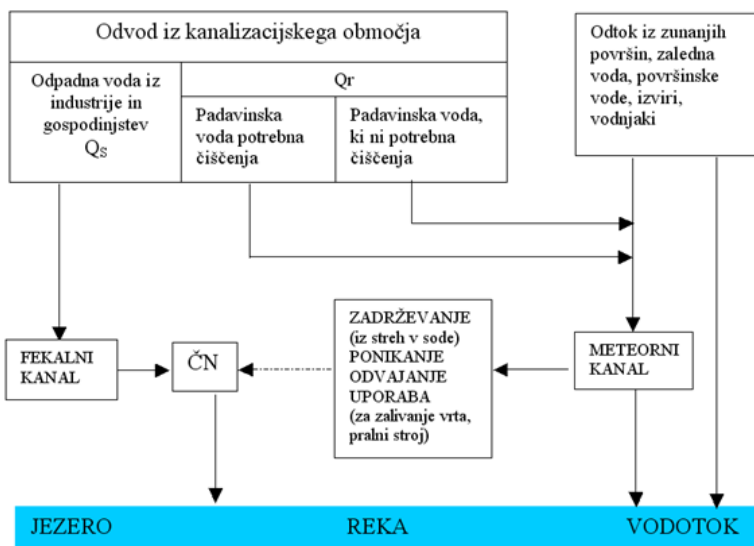 Odvod iz kanalizacijskega območja
Odpadna voda iz
industrije in
gospodinjstev
QS
Qr
Padavinska
voda potrebna
čiščenja
Padavinska voda,
ki ni potrebna
čiščenja
Odtok iz zunanjih
površin, zaledna
voda, površinske
vode, izviri,
vodnjaki
FEKALNI
KANAL
ČN
ZADRŽEVANJE
(iz streh v sode)
PONIKANJE
ODVAJANJE
UPORABA
(za zalivanje vrta,
pralni stroj)
METEORNI
KANAL
JEZERO REKA VODOTOK